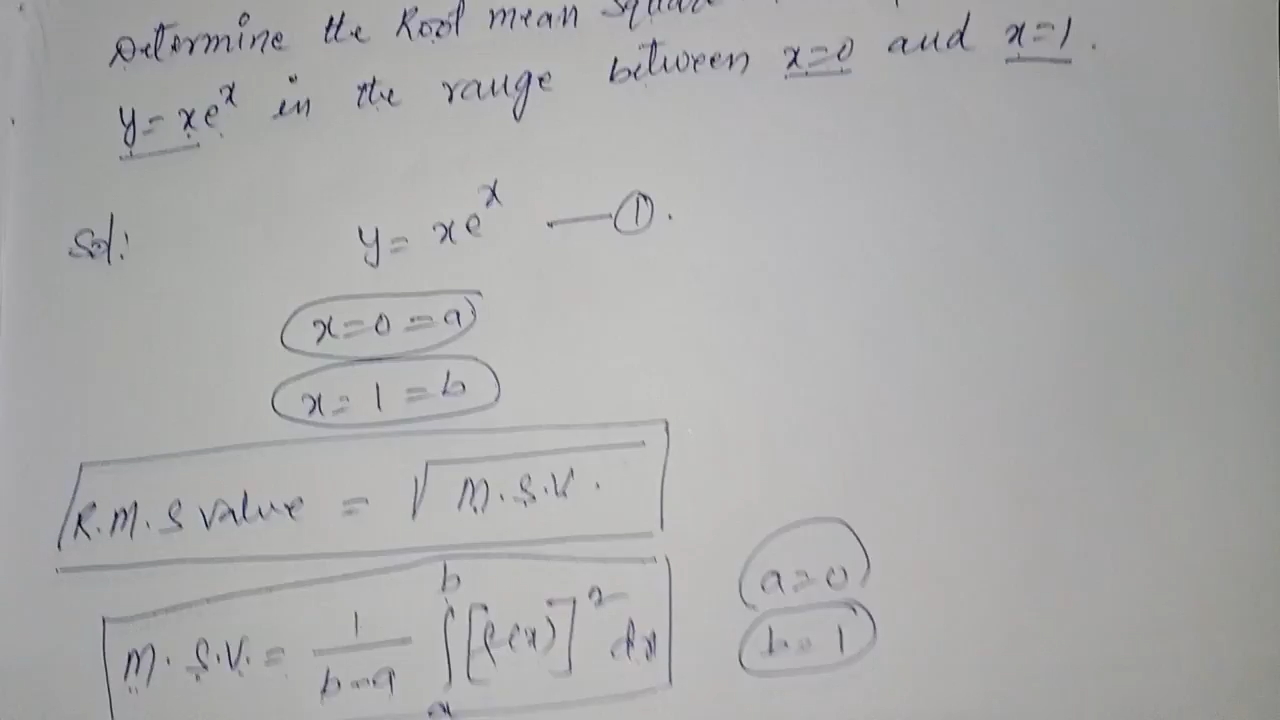 Determine the Root mean Square
y = xe^x in the range between x=0 and x=1.
Sol:
y = xe^x —①.
x=0=a
x=1=b
R.M.S value = √M.S.V.
M.S.V. = 1/(b-a) ∫_a^b [f(x)]^2 dx
a=0
b=1